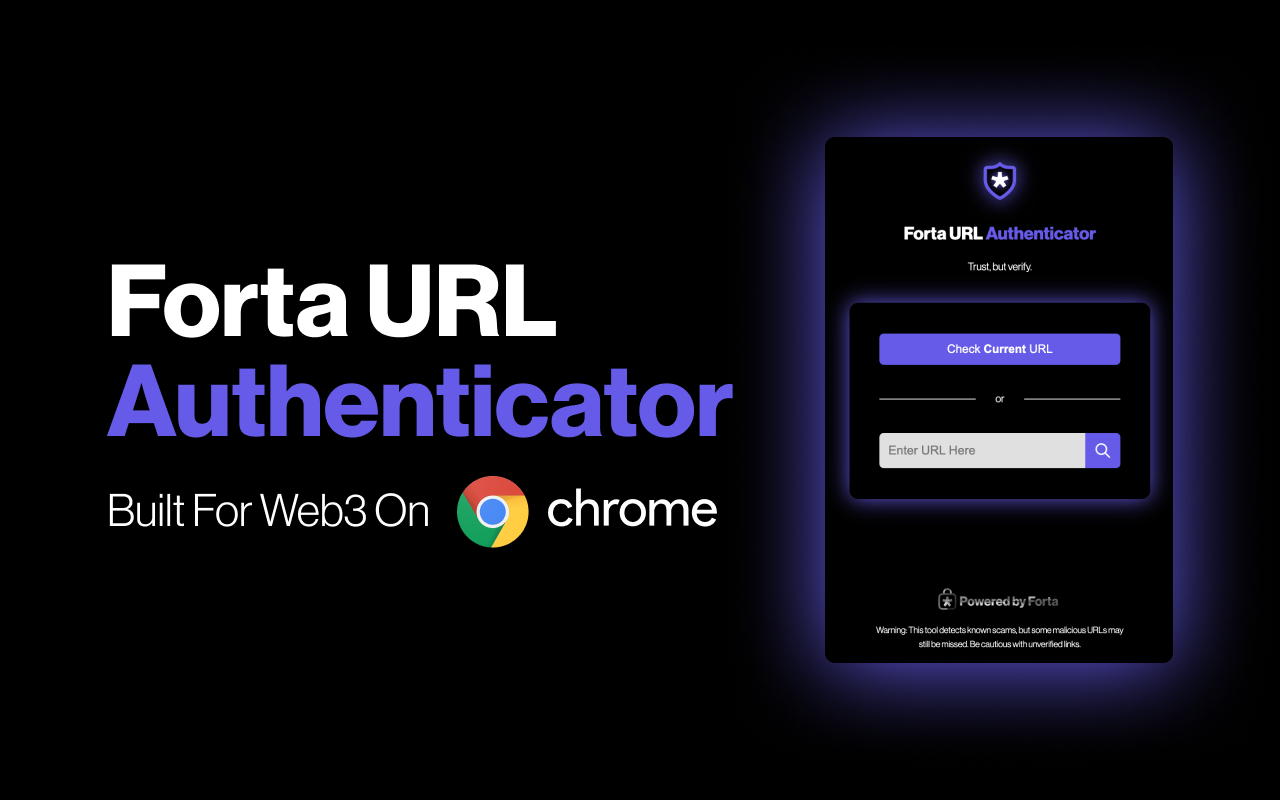 Forta URL
Authenticator
Built For Web3 On chrome
Forta URL Authenticator
Trust, but verify.
Check Current URL
or
Enter URL Here
Powered by Forta
Warning: This tool detects known scams, but some malicious URLs may
still be missed. Be cautious with unverified links.